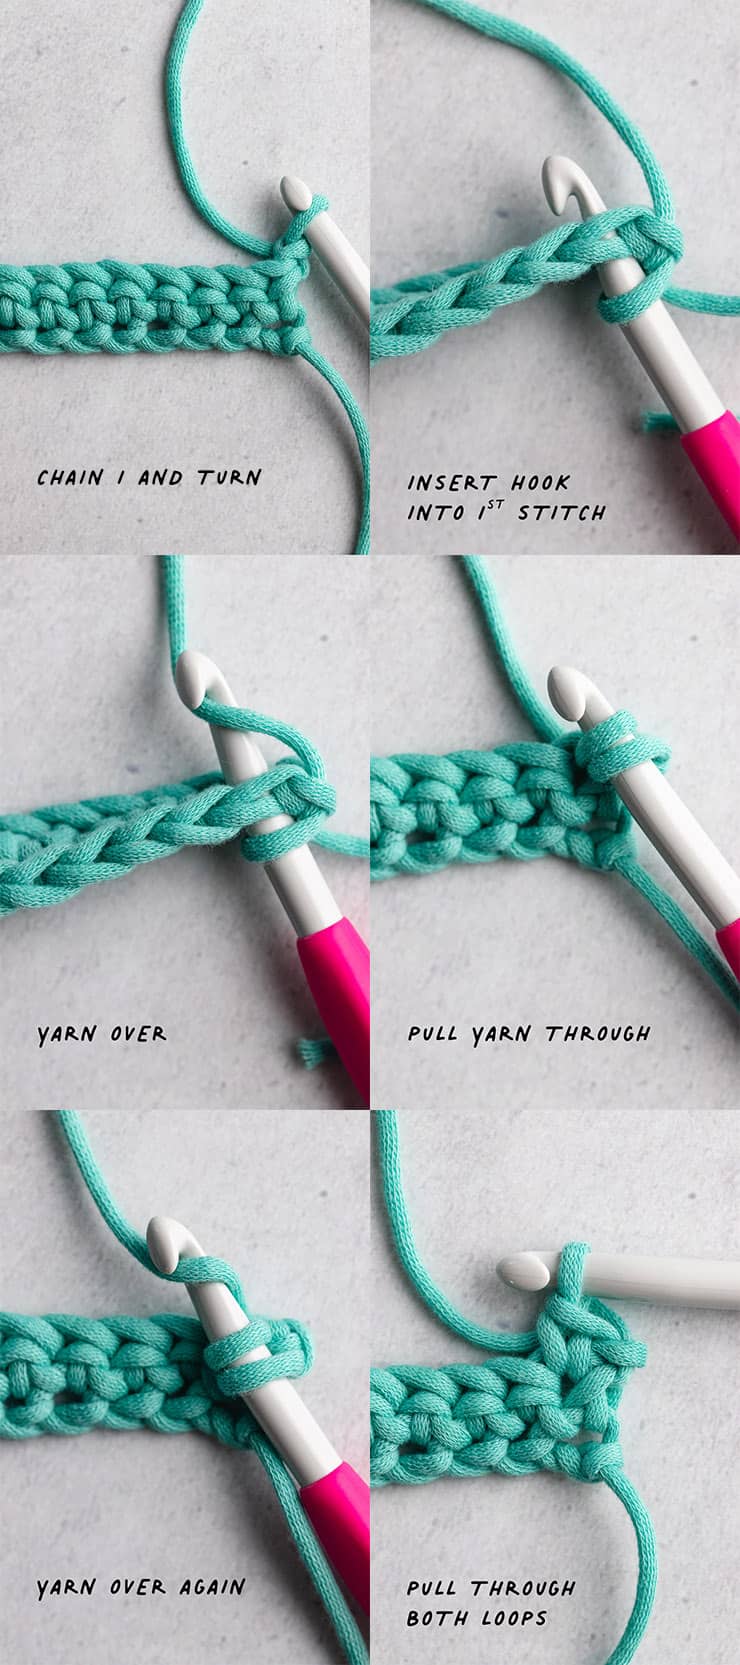 CHAIN 1 AND TURN
INSERT HOOK
INTO 1ST STITCH
YARN OVER
PULL YARN THROUGH
YARN OVER AGAIN
PULL THROUGH
BOTH LOOPS